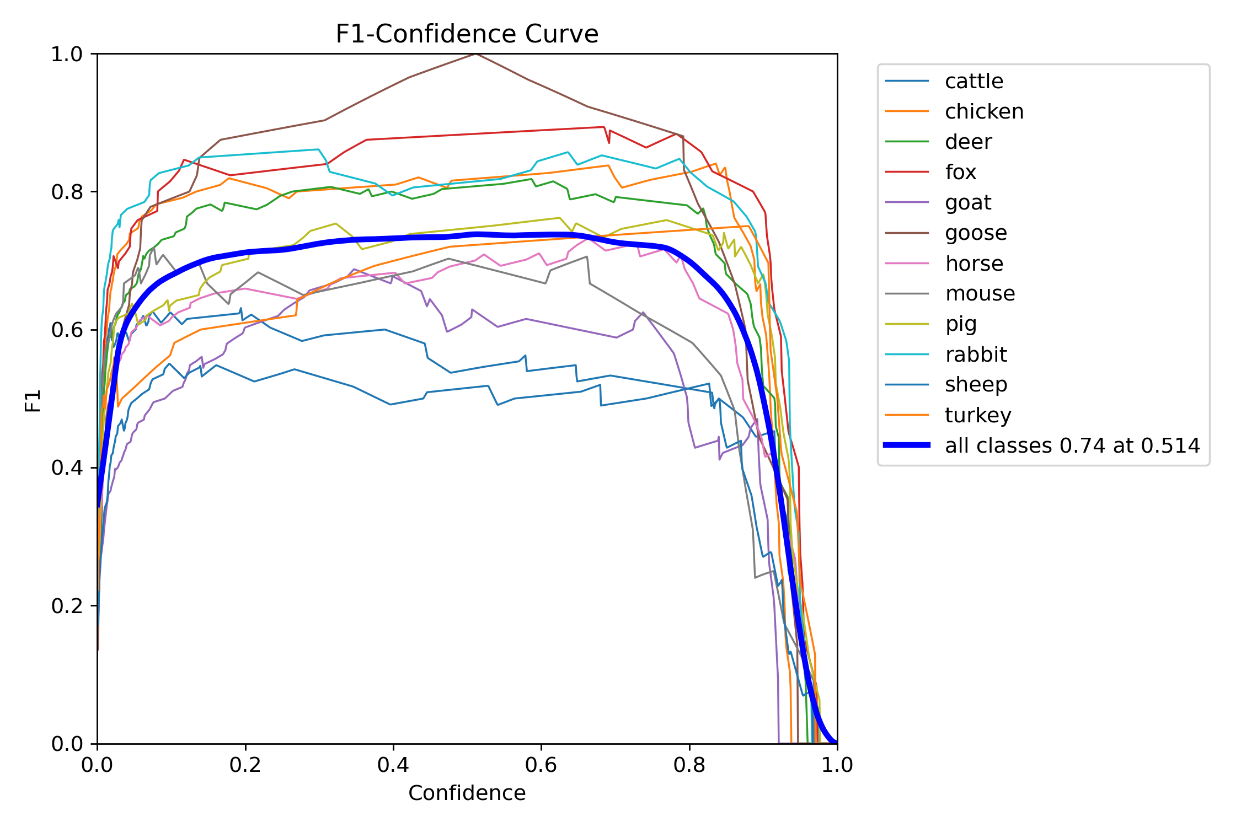 F1-Confidence Curve
1.0
0.8
0.6
0.4
0.2
0.0
F1
0.0 0.2 0.4 0.6 0.8 1.0
Confidence
cattle
chicken
deer
fox
goat
goose
horse
mouse
pig
rabbit
sheep
turkey
all classes 0.74 at 0.514